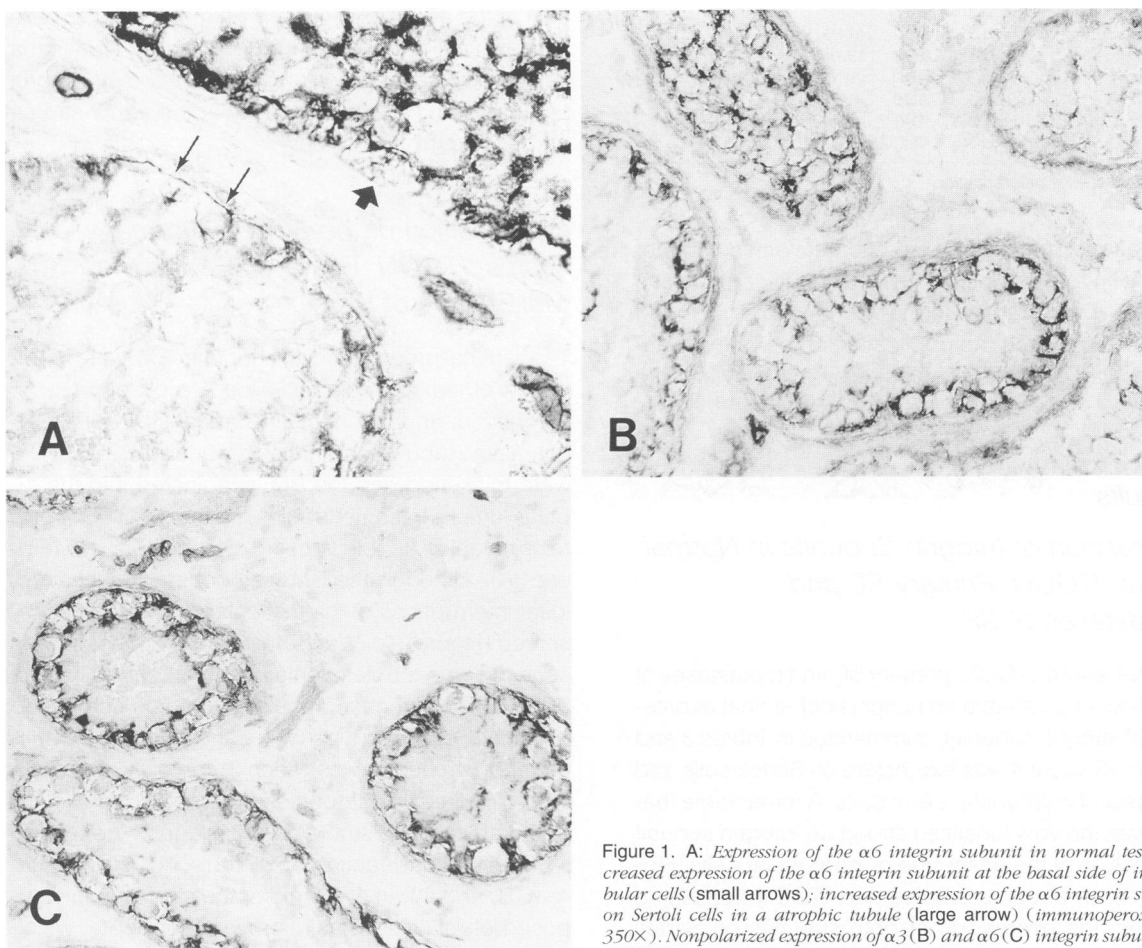 A
B
C
Figure 1. A: Expression of the α6 integrin subunit in normal tes
creased expression of the α6 integrin subunit at the basal side of in
bular cells (small arrows); increased expression of the α6 integrin s
on Sertoli cells in a atrophic tubule (large arrow) (immunoperox
350×). Nonpolarized expression of α3 (B) and α6 (C) integrin subu